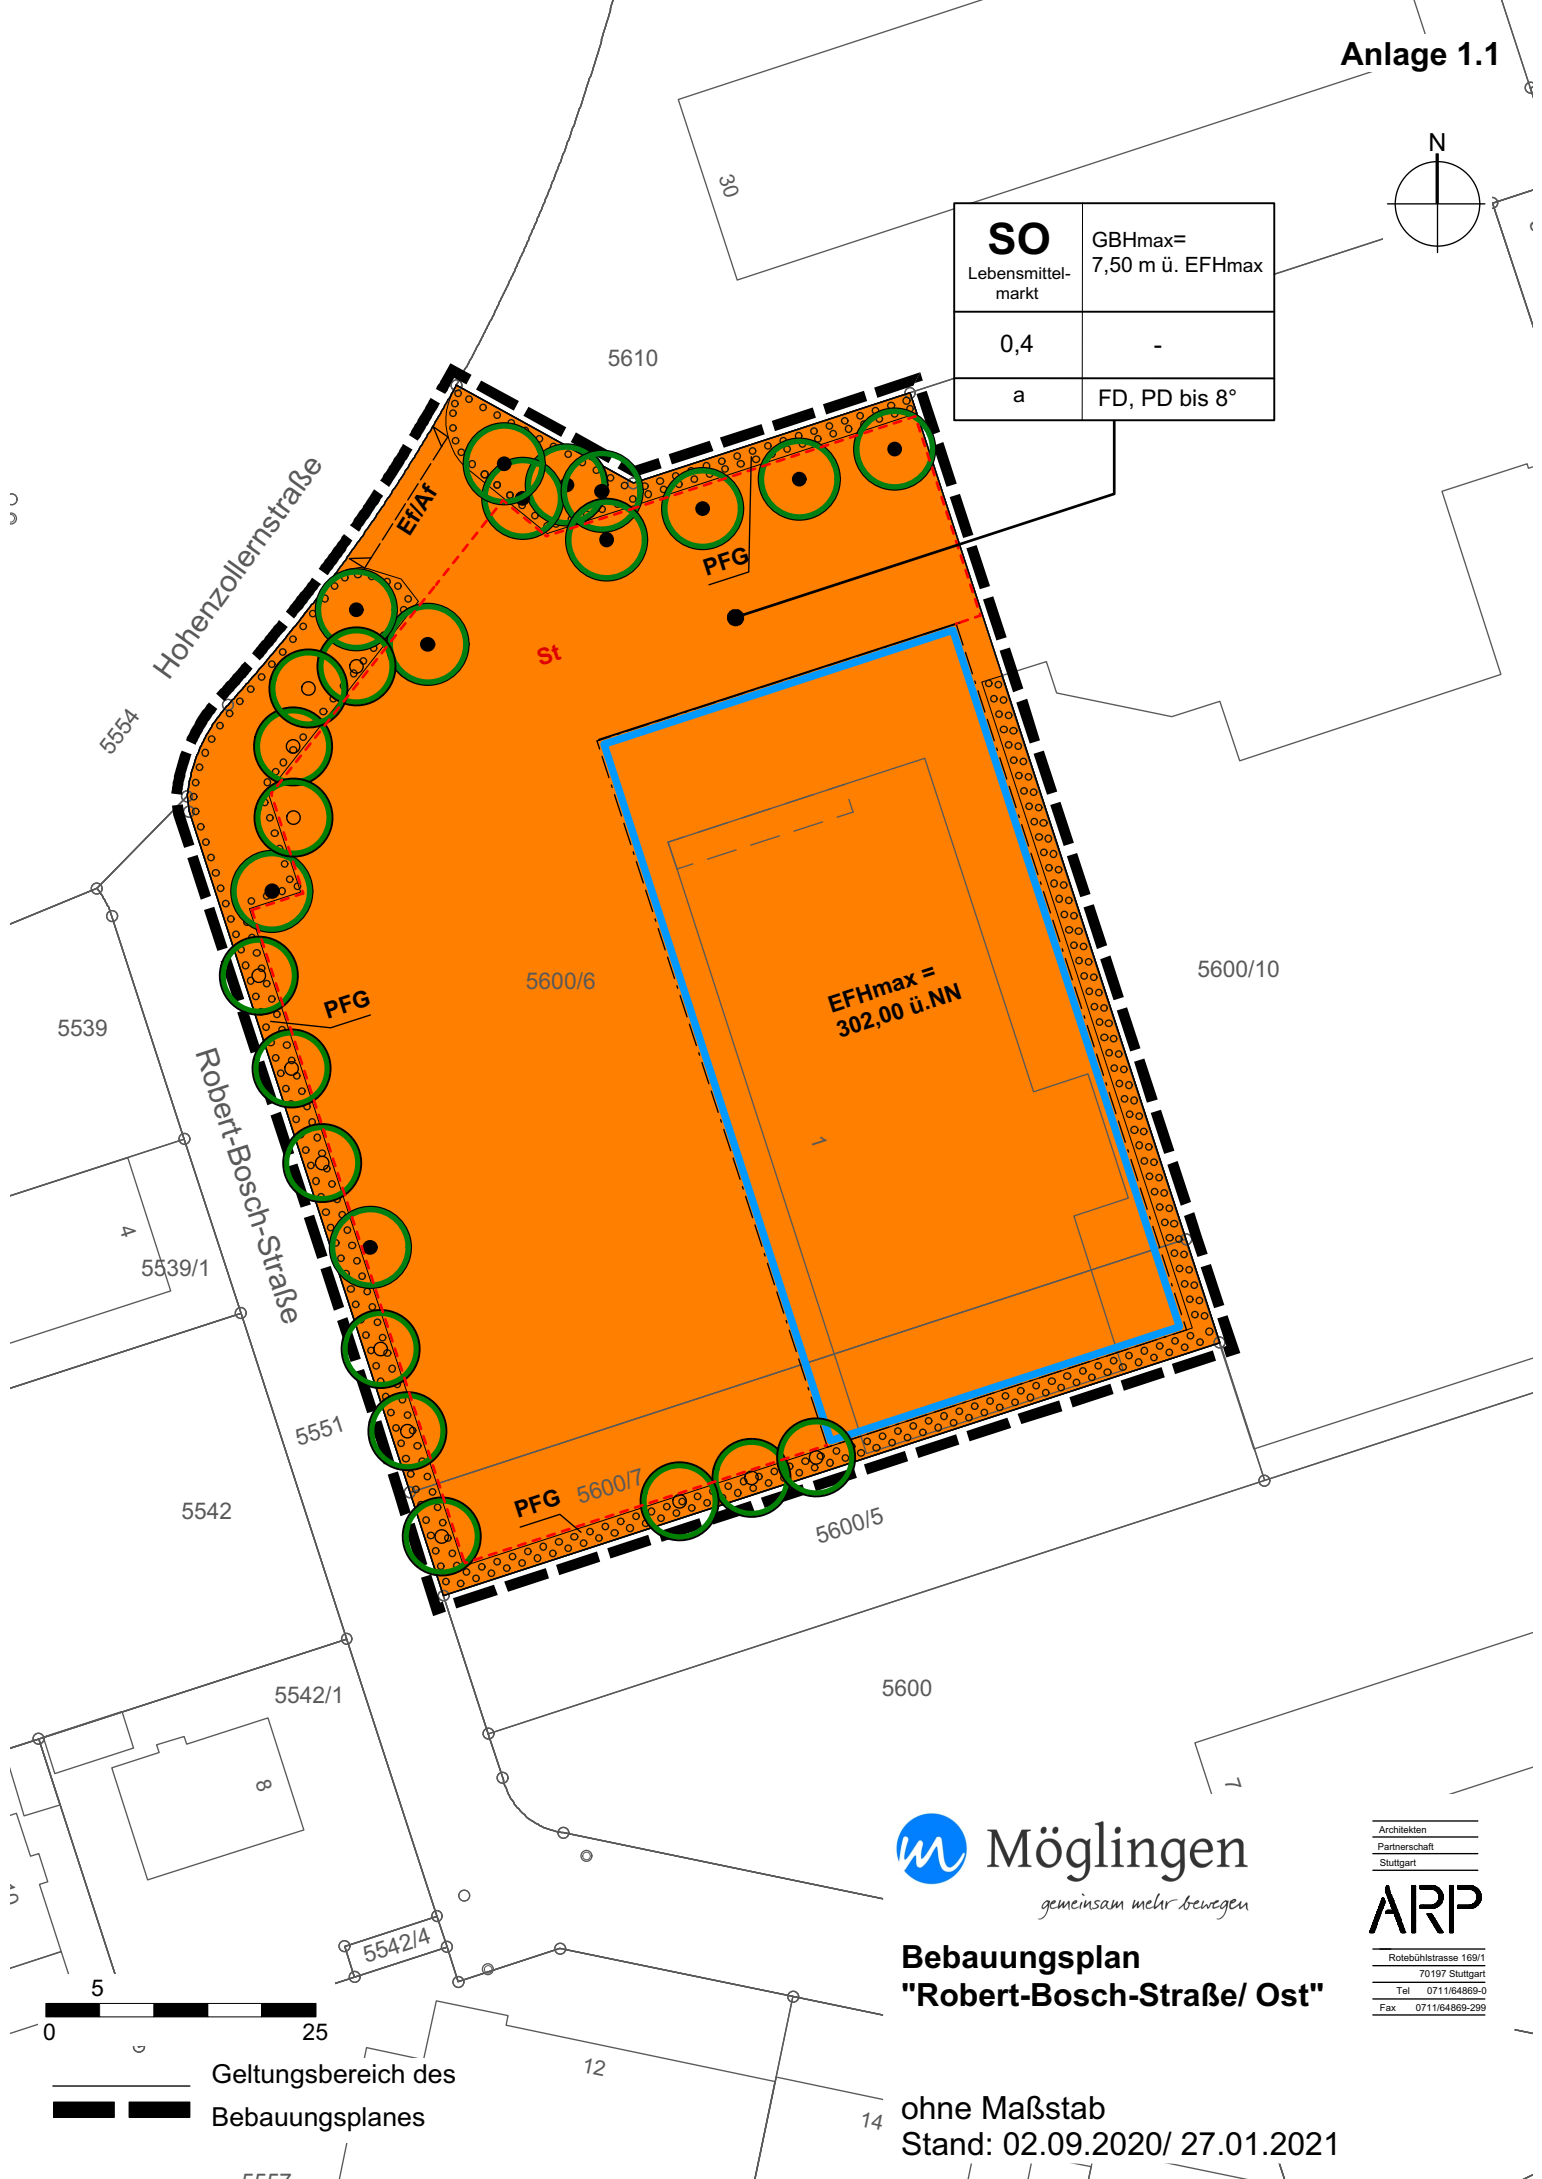 Anlage 1.1
N
30
SO
Lebensmittel-
markt
GBHmax=
7,50 m ü. EFHmax
0,4
-
a
FD, PD bis 8°
5610
Hohenzollernstraße
Ef/Af
PFG
St
5554
5600/6
EFHmax =
302,00 ü.NN
5600/10
5539
PFG
Robert-Bosch-Straße
1
4
5539/1
5551
5542
PFG
5600/7
5600/5
5542/1
5600
8
7
10
5542/4
Möglingen
gemeinsam mehr bewegen
Architekten
Partnerschaft
Stuttgart
ARP
Rotebühlstrasse 169/1
70197 Stuttgart
Tel 0711/64869-0
Fax 0711/64869-299
Bebauungsplan
"Robert-Bosch-Straße/ Ost"
5
0
25
Geltungsbereich des
Bebauungsplanes
12
14
ohne Maßstab
Stand: 02.09.2020/ 27.01.2021
5557